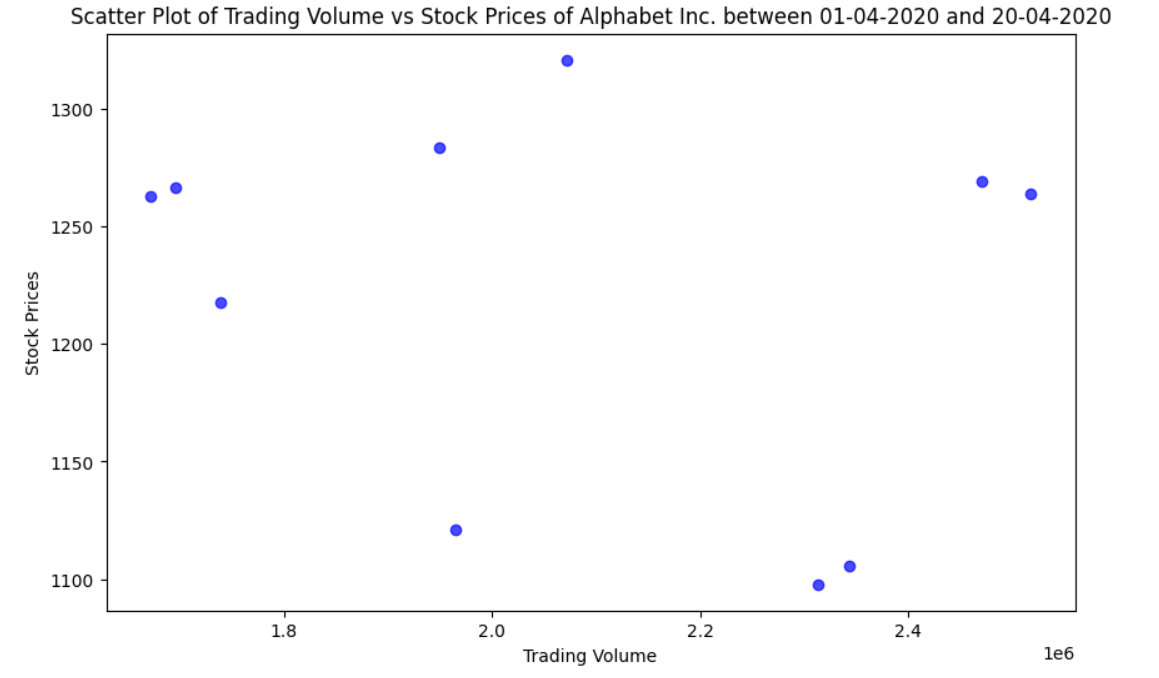 Scatter Plot of Trading Volume vs Stock Prices of Alphabet Inc. between 01-04-2020 and 20-04-2020
1300
1250
1200
1150
1100
Stock Prices
1.8 2.0 2.2 2.4
1e6
Trading Volume